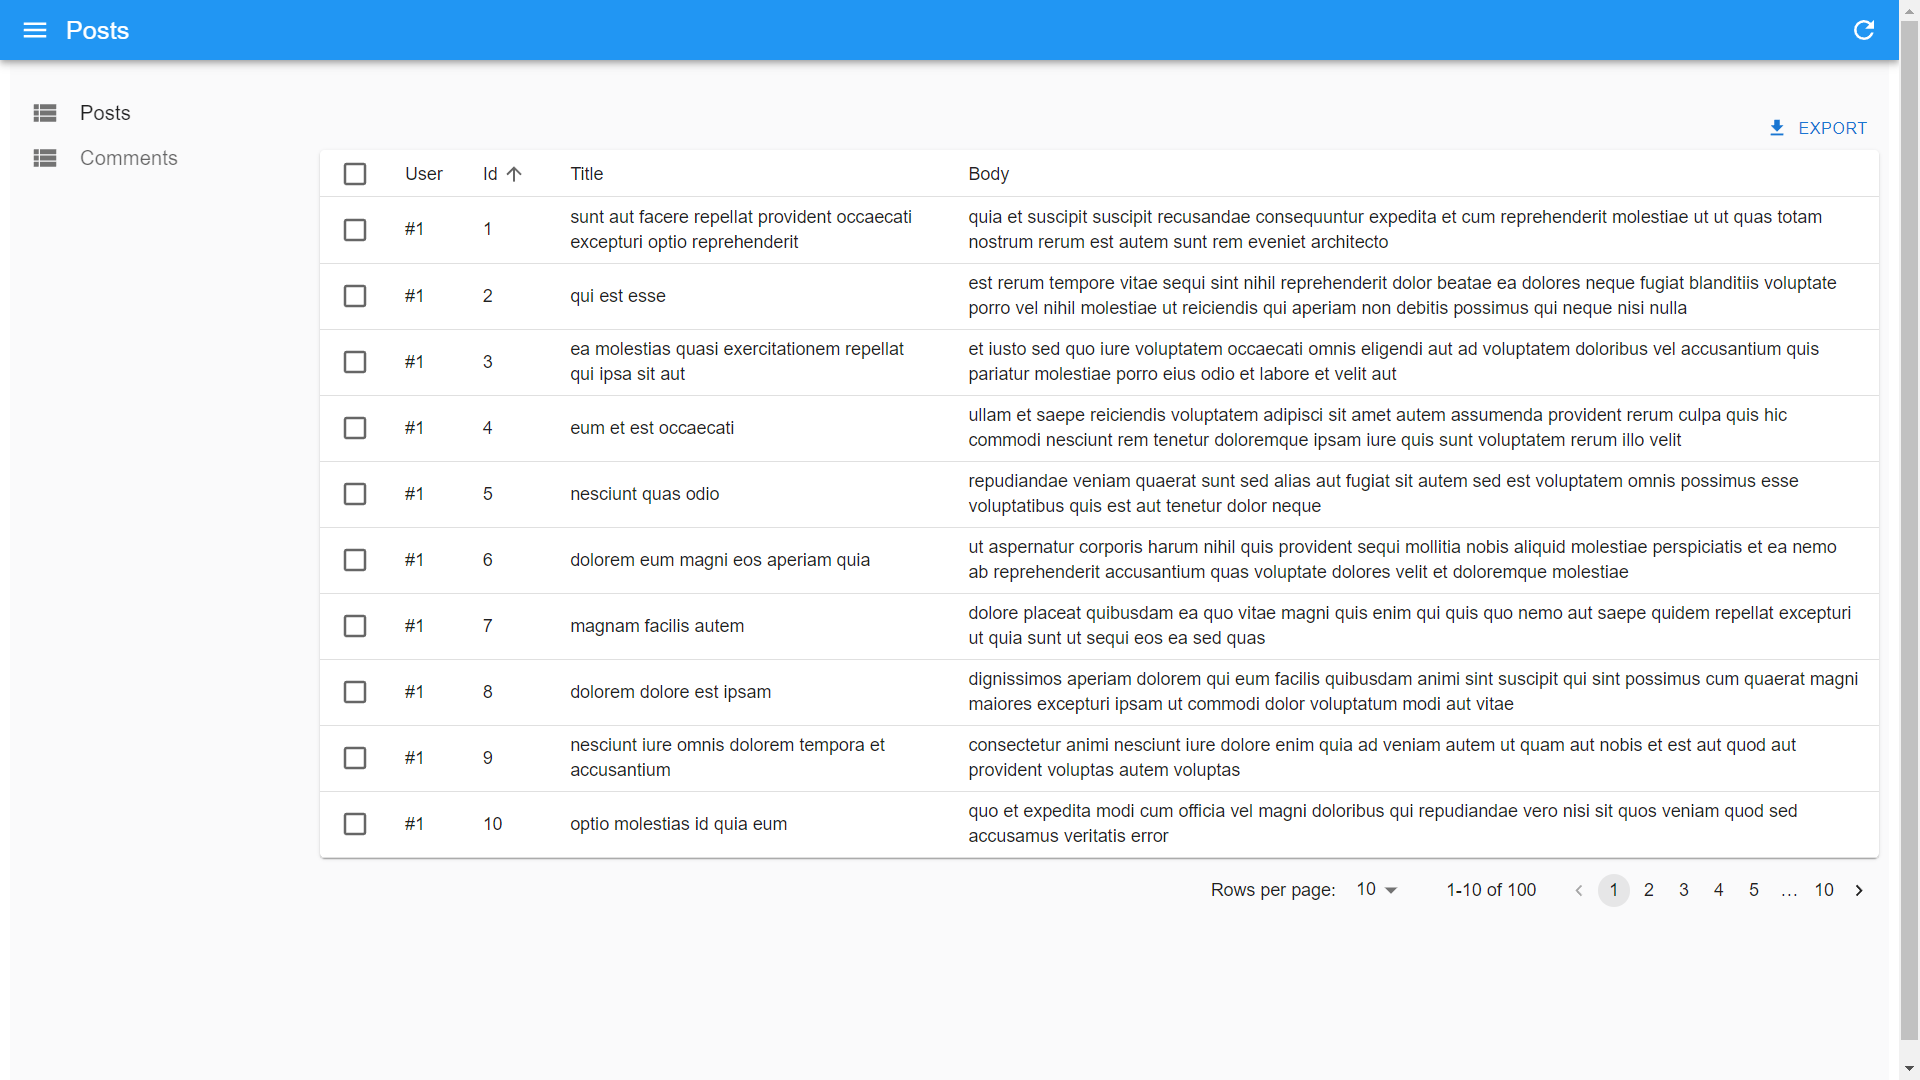 Posts
Posts
Comments
EXPORT
User Id Title Body
#1 1 sunt aut facere repellat provident occaecati quia et suscipit suscipit recusandae consequuntur expedita et cum reprehenderit molestiae ut ut quas totam
excepturi optio reprehenderit nostrum rerum est autem sunt rem eveniet architecto
#1 2 qui est esse est rerum tempore vitae sequi sint nihil reprehenderit dolor beatae ea dolores neque fugiat blanditiis voluptate
porro vel nihil molestiae ut reiciendis qui aperiam non debitis possimus qui neque nisi nulla
#1 3 ea molestias quasi exercitationem repellat et iusto sed quo iure voluptatem occaecati omnis eligendi aut ad voluptatem doloribus vel accusantium quis
qui ipsa sit aut pariatur molestiae porro eius odio et labore et velit aut
#1 4 eum et est occaecati ullam et saepe reiciendis voluptatem adipisci sit amet autem assumenda provident rerum culpa quis hic
commodi nesciunt rem tenetur doloremque ipsam iure quis sunt voluptatem rerum illo velit
#1 5 nesciunt quas odio repudiandae veniam quaerat sunt sed alias aut fugiat sit autem sed est voluptatem omnis possimus esse
voluptatibus quis est aut tenetur dolor neque
#1 6 dolorem eum magni eos aperiam quia ut aspernatur corporis harum nihil quis provident sequi mollitia nobis aliquid molestiae perspiciatis et ea nemo
ab reprehenderit accusantium quas voluptate dolores velit et doloremque molestiae
#1 7 magnam facilis autem dolore placeat quibusdam ea quo vitae magni quis enim qui quis quo nemo aut saepe quidem repellat excepturi
ut quia sunt ut sequi eos ea sed quas
#1 8 dolorem dolore est ipsam dignissimos aperiam dolorem qui eum facilis quibusdam animi sint suscipit qui sint possimus cum quaerat magni
maiores excepturi ipsam ut commodi dolor voluptatum modi aut vitae
#1 9 nesciunt iure omnis dolorem tempora et consectetur animi nesciunt iure dolore enim quia ad veniam autem ut quam aut nobis et est aut quod aut
accusantium provident voluptas autem voluptas
#1 10 optio molestias id quia eum quo et expedita modi cum officia vel magni doloribus qui repudiandae vero nisi sit quos veniam quod sed
accusamus veritatis error
Rows per page: 10 1-10 of 100 1 2 3 4 5 … 10